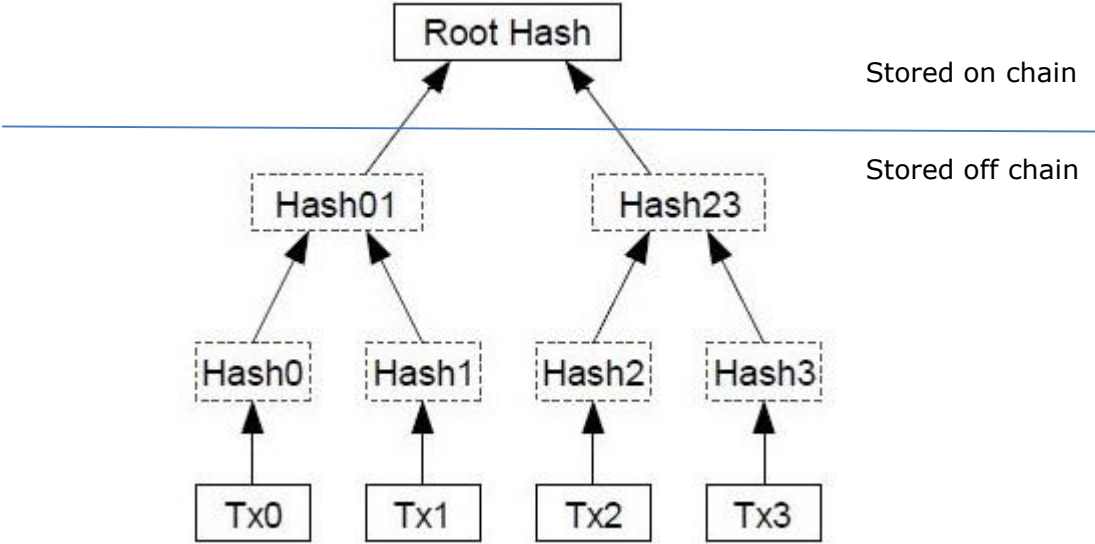 Root Hash
Stored on chain
Stored off chain
Hash01
Hash23
Hash0
Hash1
Hash2
Hash3
Tx0
Tx1
Tx2
Tx3